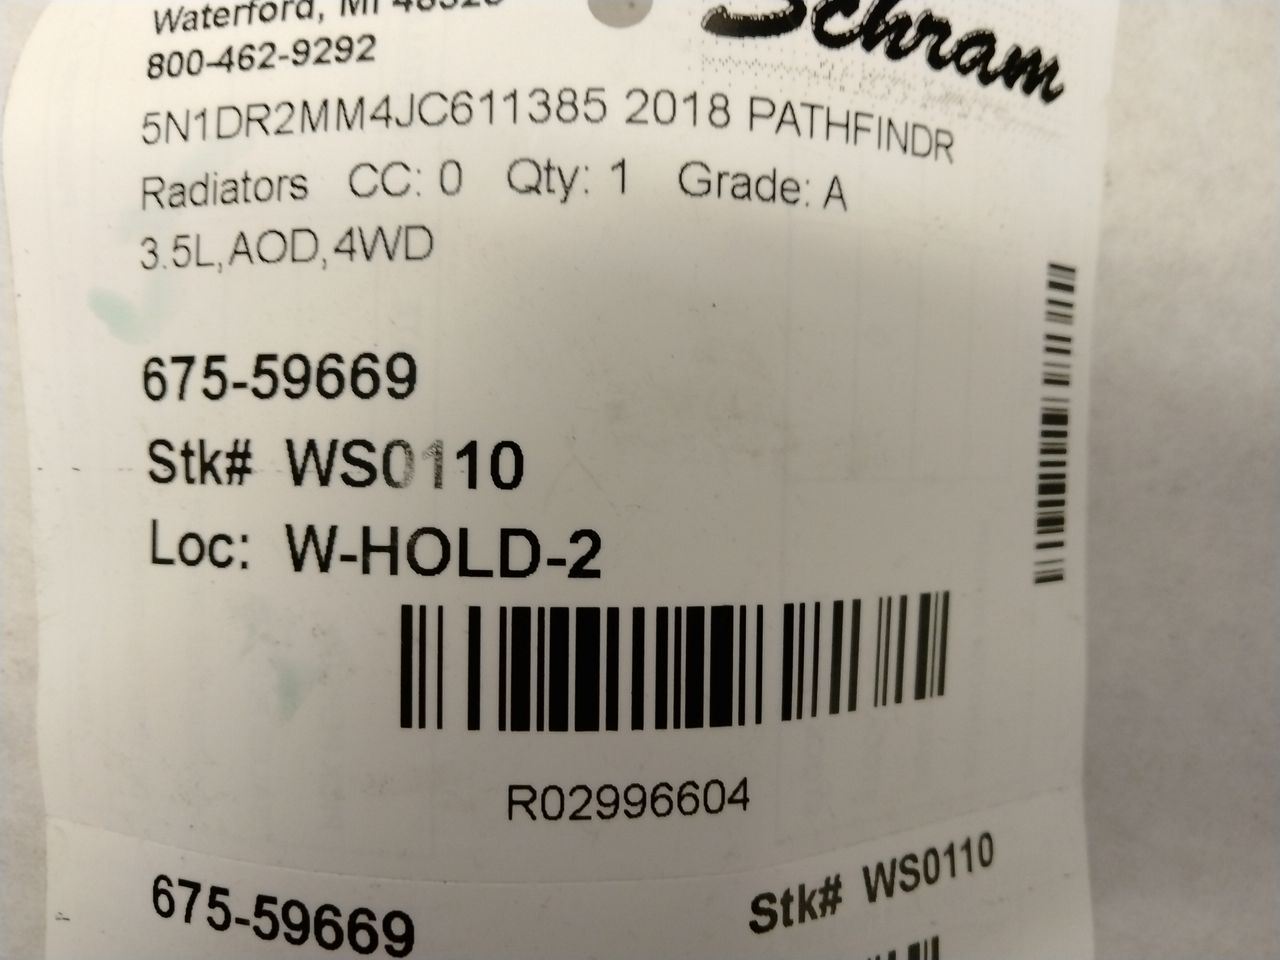 Waterford, MI
Schram
800-462-9292
5N1DR2MM4JC611385 2018 PATHFINDR
Radiators CC: 0 Qty: 1 Grade: A
3.5L,AOD,4WD
675-59669
Stk# WS0110
Loc: W-HOLD-2
R02996604
675-59669
Stk# WS0110